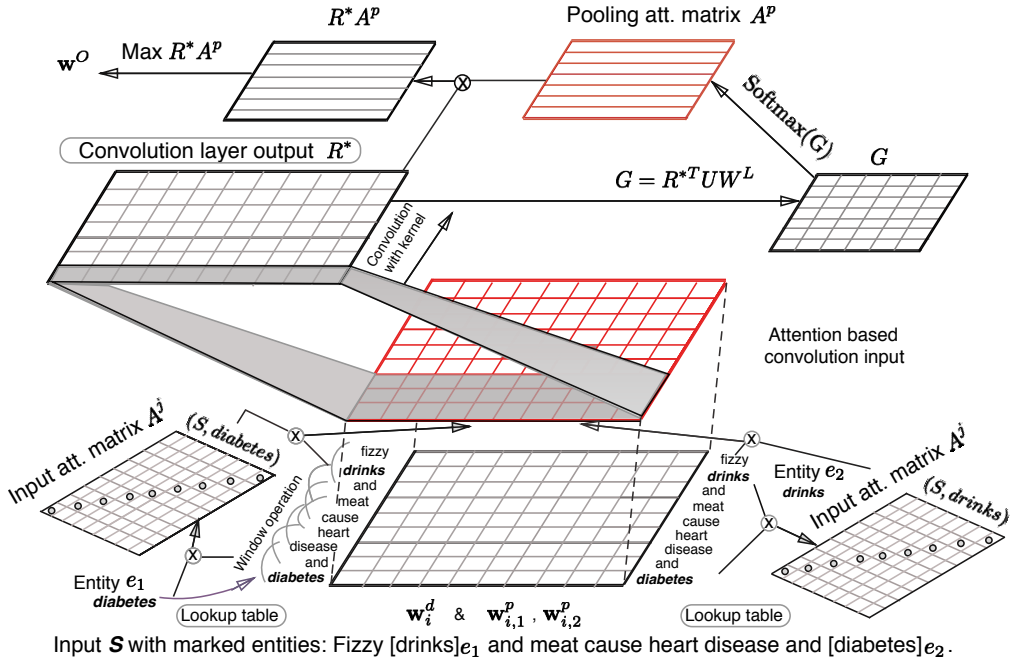 R* A^p
Pooling att. matrix A^p
w^O
Max R* A^p
Softmax(G)
Convolution layer output R*
G
G = R*^T U W^L
Convolution
with kernel
Attention based
convolution input
Input att. matrix A^j
(S, diabetes)
x
x
x
x
x
Window operation
fizzy
drinks
and
meat
cause
heart
disease
and
diabetes
fizzy
drinks
and
meat
cause
heart
disease
and
diabetes
Entity e_2
drinks
Input att. matrix A^j
(S, drinks)
Entity e_1
diabetes
Lookup table
w_i^d & w_{i,1}^p , w_{i,2}^p
Lookup table
Input S with marked entities: Fizzy [drinks]e_1 and meat cause heart disease and [diabetes]e_2.